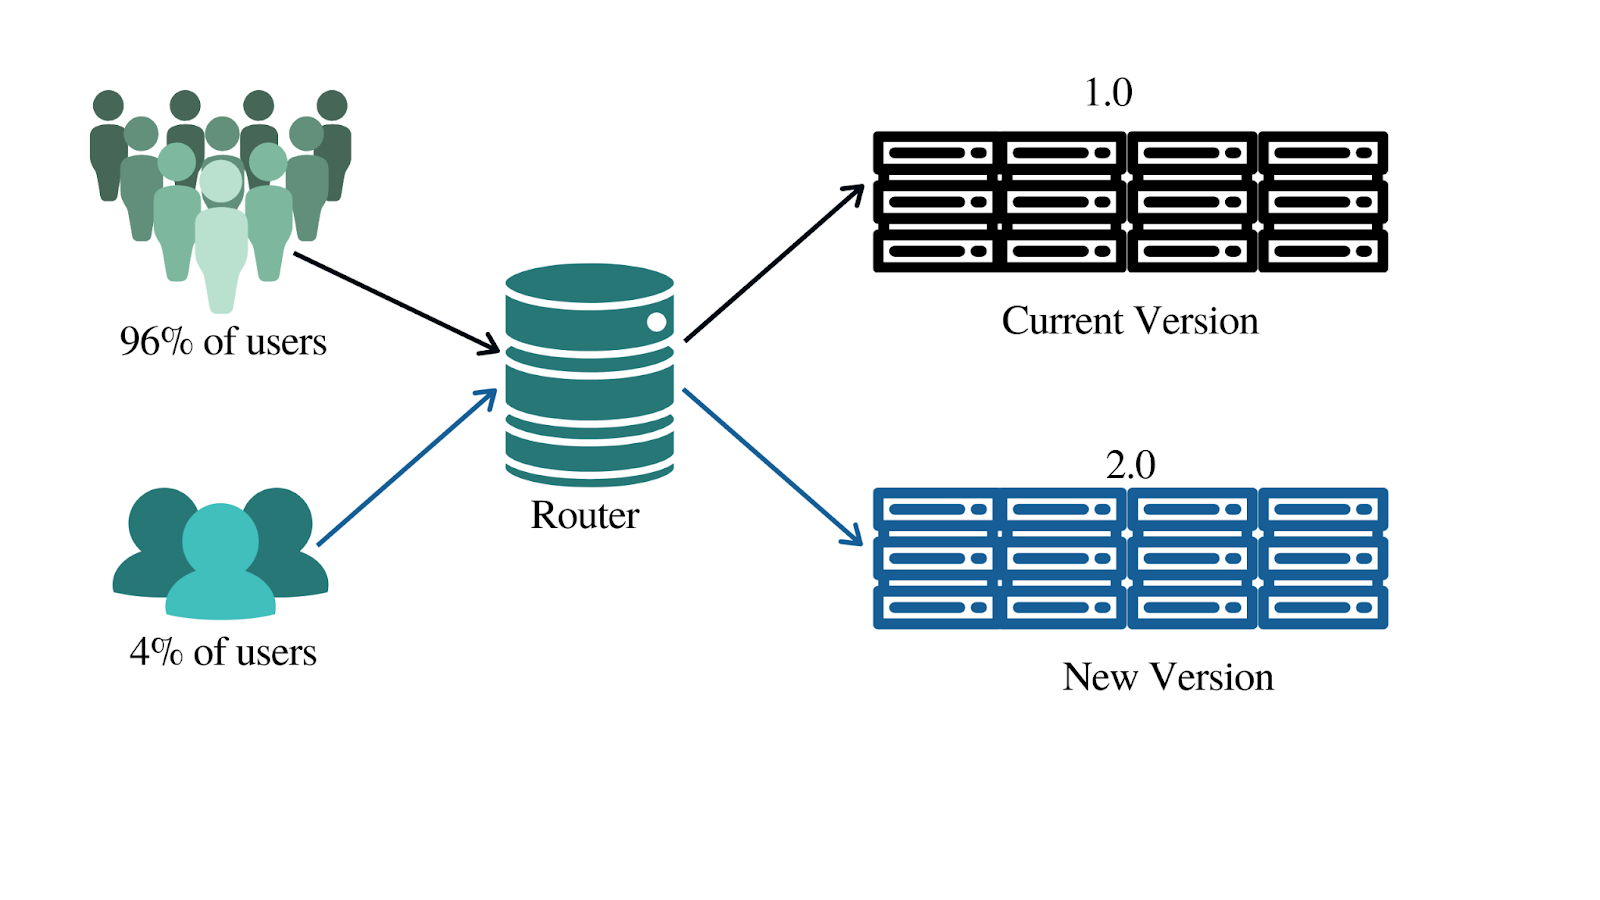 1.0
Current Version
96% of users
Router
2.0
4% of users
New Version